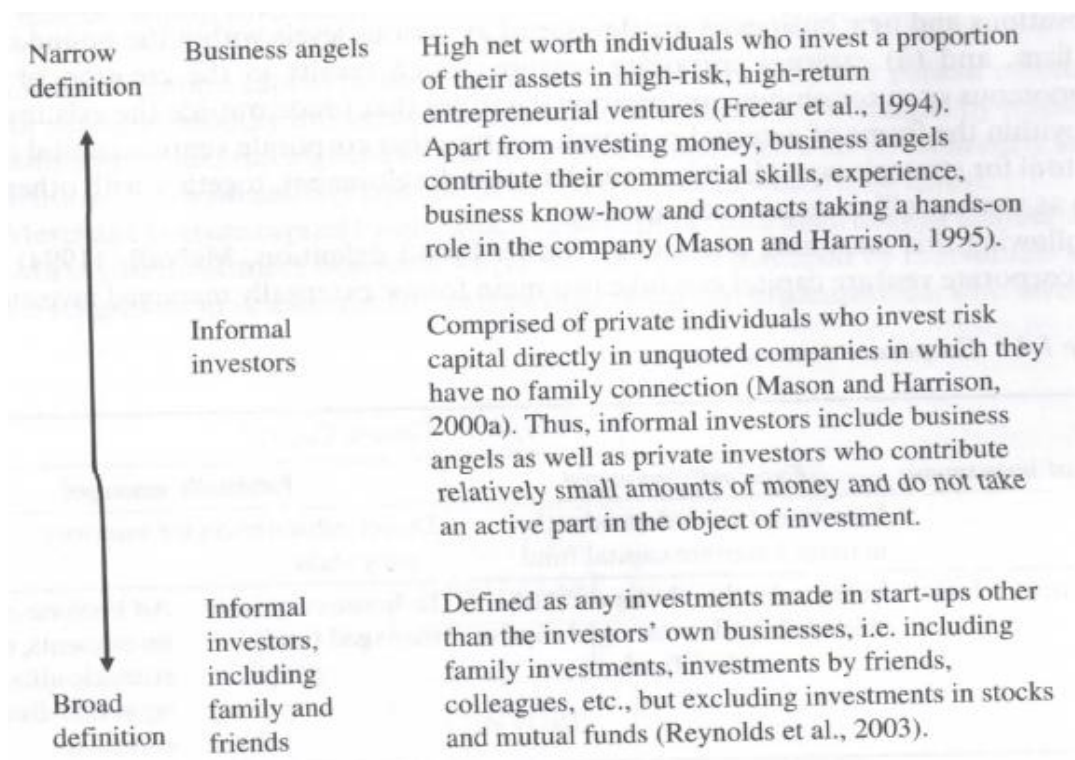 Narrow
definition
Business angels
High net worth individuals who invest a proportion
of their assets in high-risk, high-return
entrepreneurial ventures (Freear et al., 1994).
Apart from investing money, business angels
contribute their commercial skills, experience,
business know-how and contacts taking a hands-on
role in the company (Mason and Harrison, 1995).
Informal
investors
Comprised of private individuals who invest risk
capital directly in unquoted companies in which they
have no family connection (Mason and Harrison,
2000a). Thus, informal investors include business
angels as well as private investors who contribute
relatively small amounts of money and do not take
an active part in the object of investment.
Broad
definition
Informal
investors,
including
family and
friends
Defined as any investments made in start-ups other
than the investors' own businesses, i.e. including
family investments, investments by friends,
colleagues, etc., but excluding investments in stocks
and mutual funds (Reynolds et al., 2003).